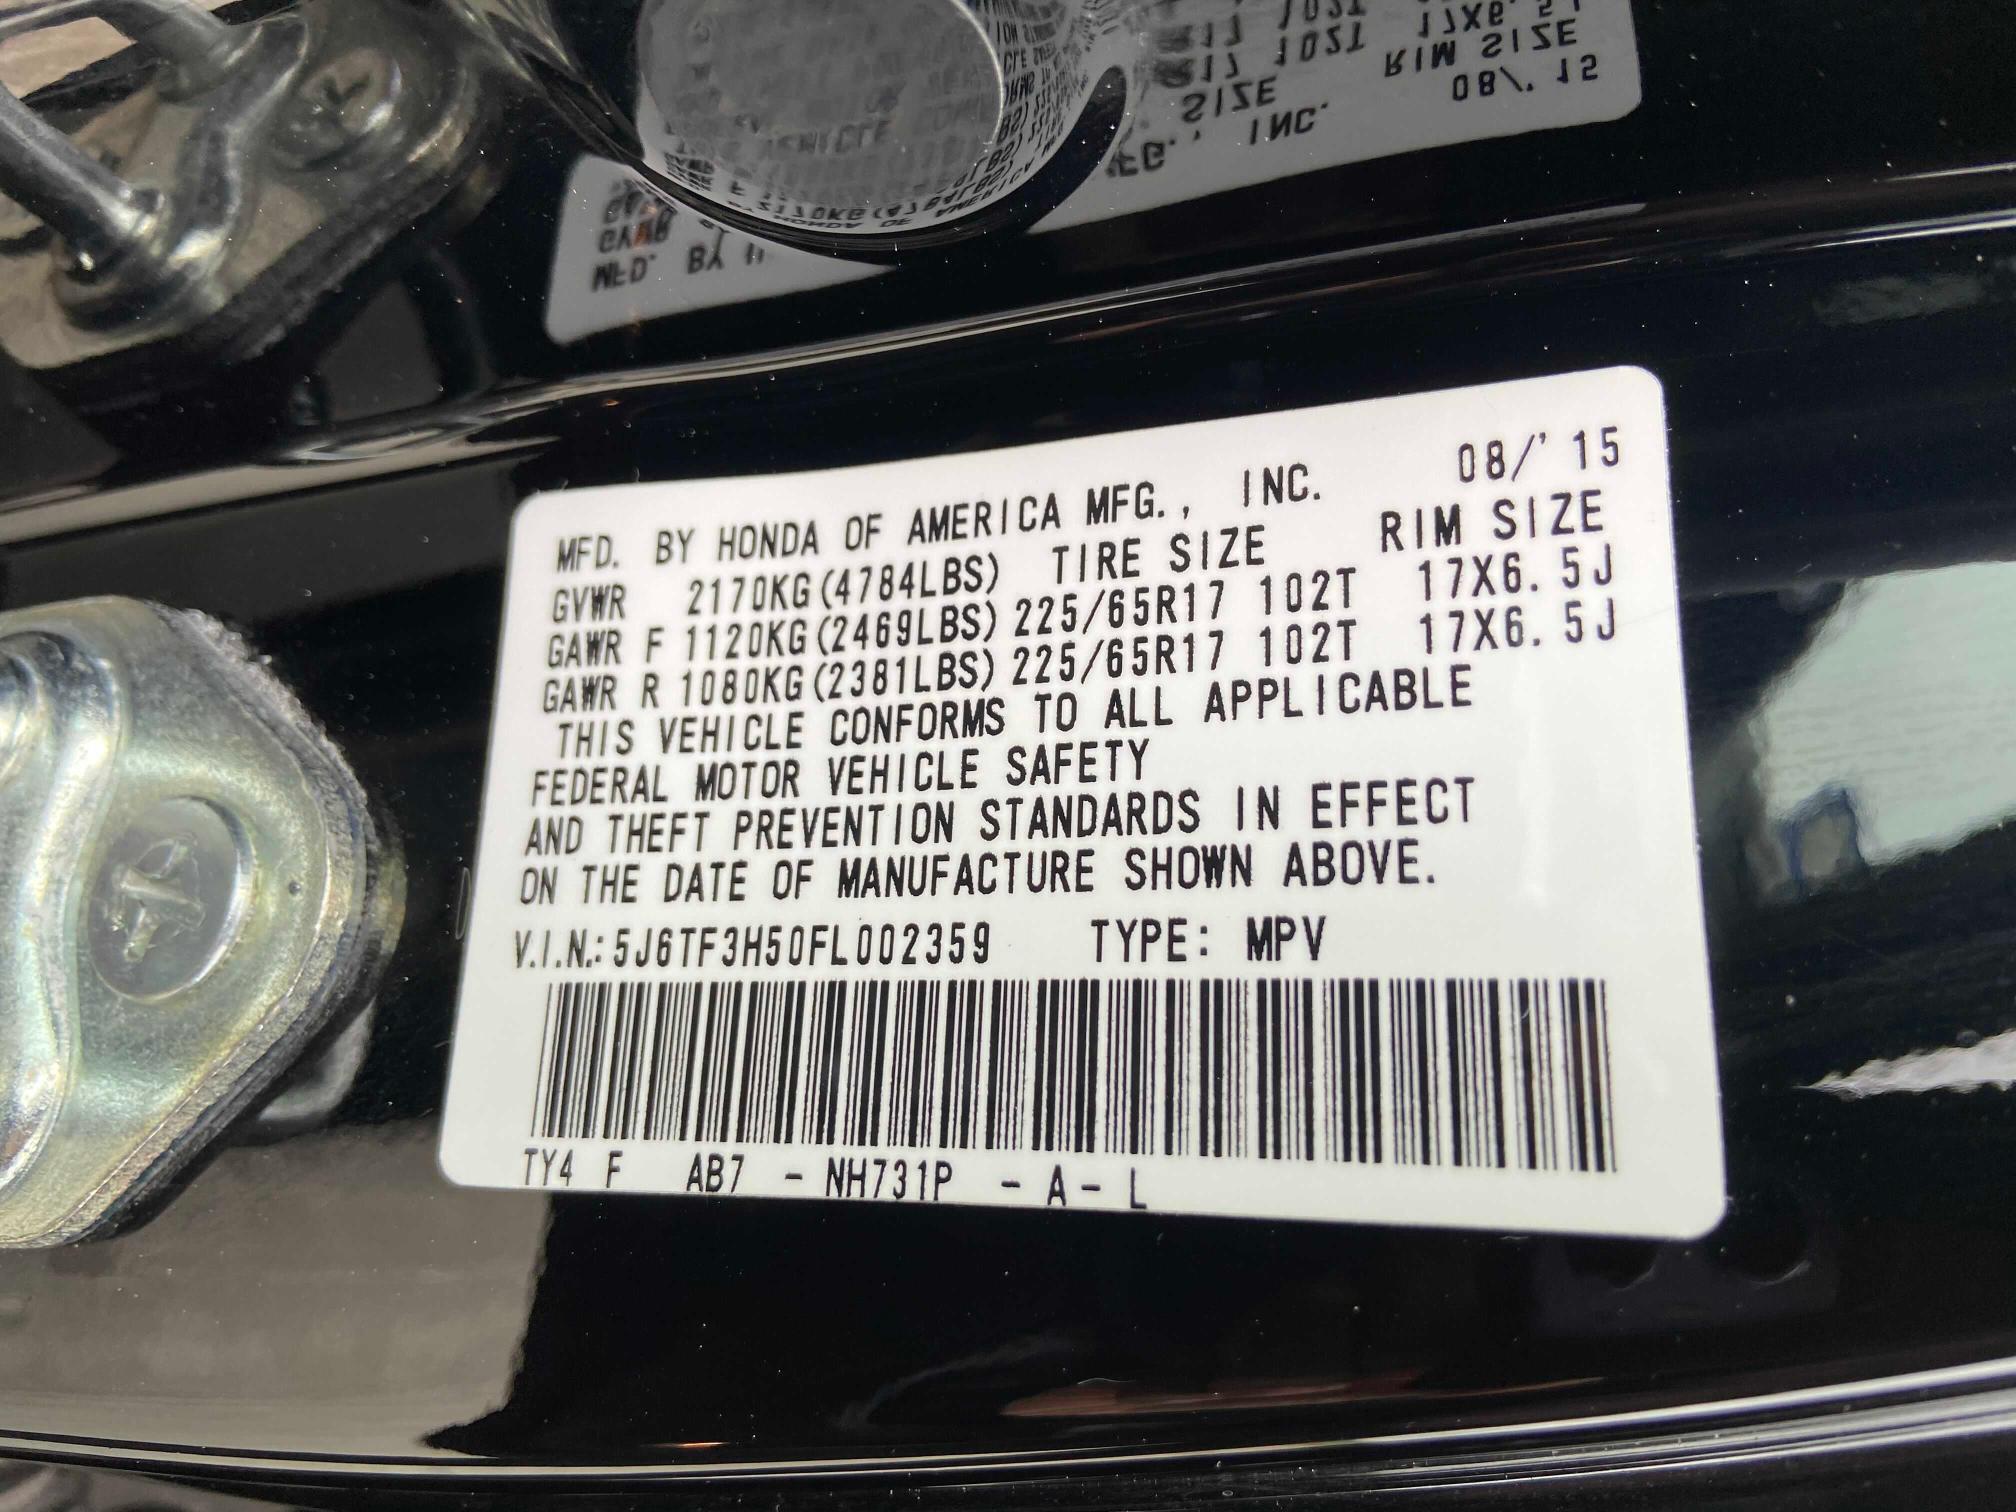 MFD. BY HONDA OF AMERICA MFG., INC. 08/'15
GVWR 2170KG(4784LBS) TIRE SIZE RIM SIZE
GAWR F 1120KG(2469LBS) 225/65R17 102T 17X6.5J
GAWR R 1080KG(2381LBS) 225/65R17 102T 17X6.5J
THIS VEHICLE CONFORMS TO ALL APPLICABLE
FEDERAL MOTOR VEHICLE SAFETY
AND THEFT PREVENTION STANDARDS IN EFFECT
ON THE DATE OF MANUFACTURE SHOWN ABOVE.
V.I.N.: 5J6TF3H50FL002359 TYPE: MPV
TY4 F AB7 - NH731P - A - L